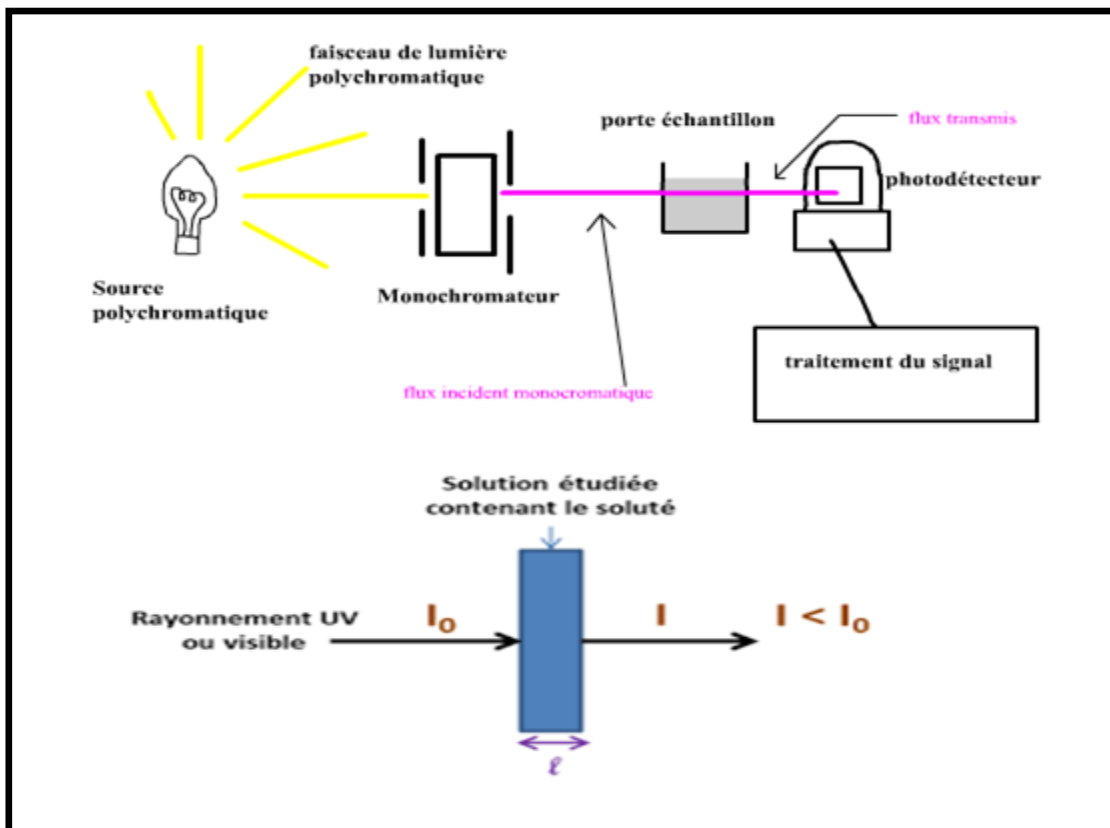 faisceau de lumière
polychromatique
porte échantillon
flux transmis
photodétecteur
Source
polychromatique
Monochromateur
traitement du signal
flux incident monocromatique
Solution étudiée
contenant le soluté
Rayonnement UV
ou visible
I₀
I
I < I₀
ℓ